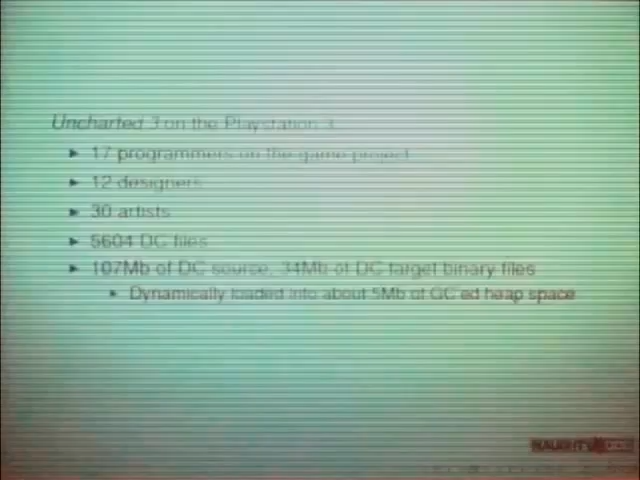 Uncharted 3 on the Playstation 3
17 programmers on the game project
12 designers
30 artists
5604 DC files
107Mb of DC source, 34Mb of DC target binary files
Dynamically loaded into about 5Mb of GC'ed heap space
NAUGHTY DOG